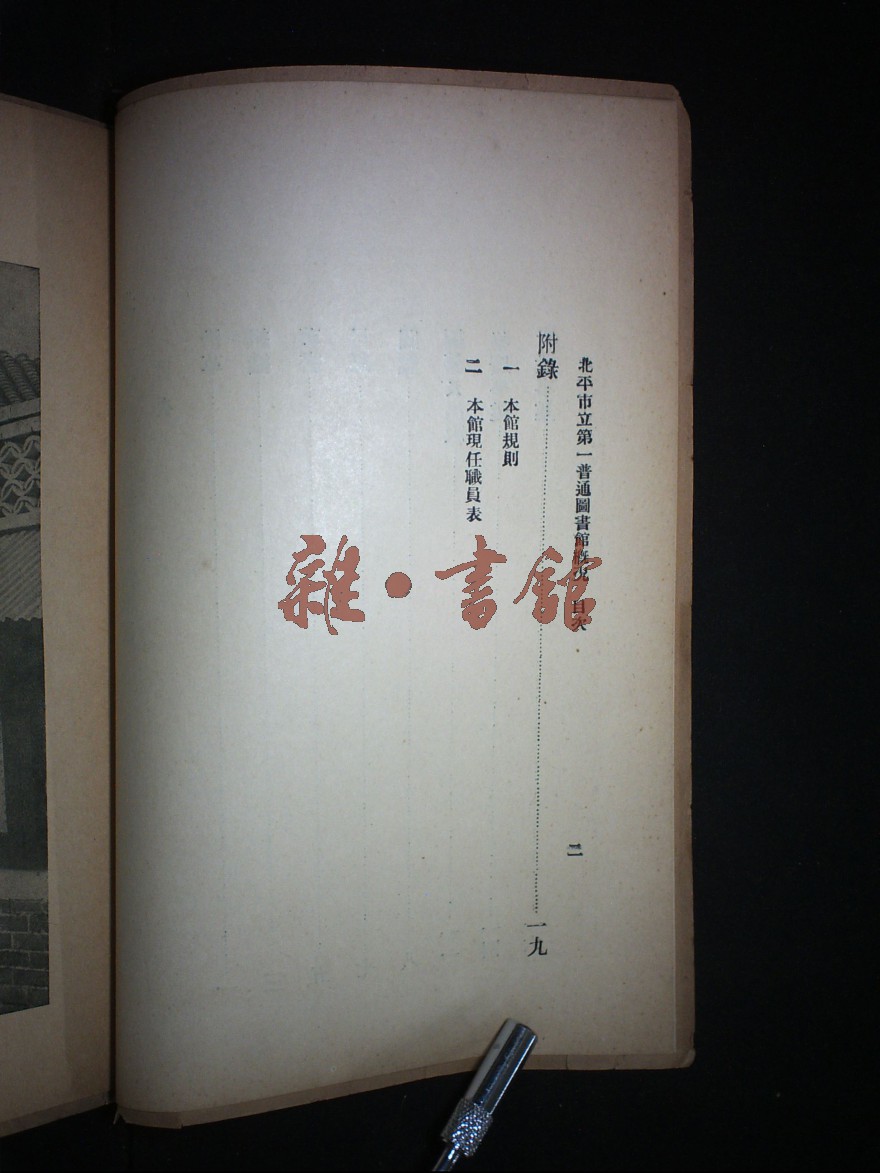 北平市立第一普通圖書館概況 目次
二
附錄……一九
一 本館規則
二 本館現任職員表
雜·書館